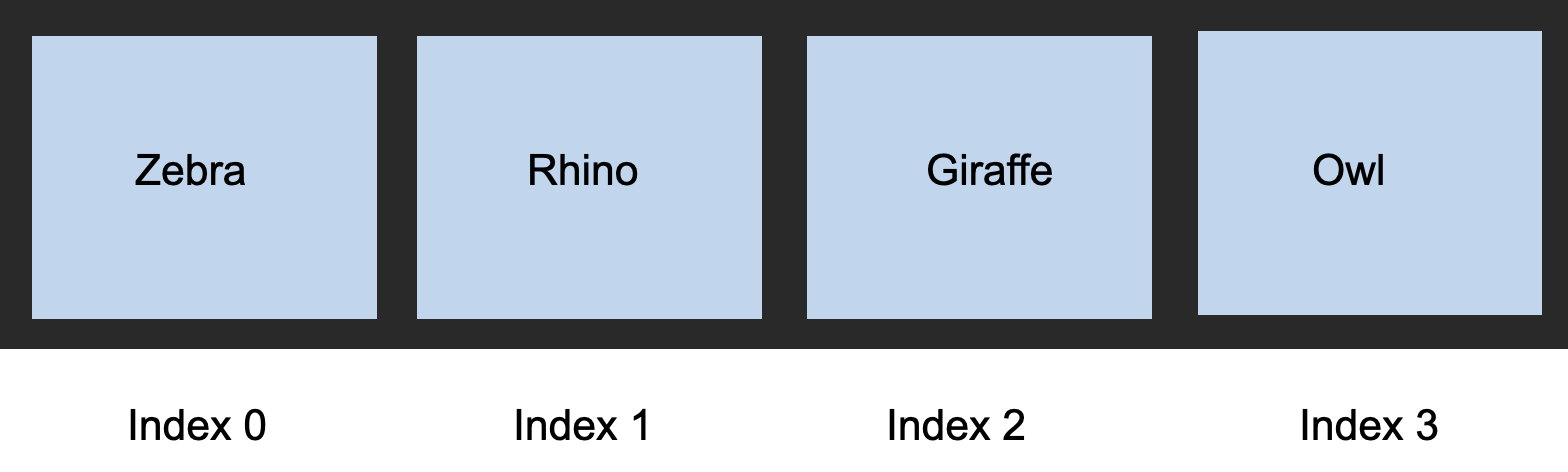 Zebra Rhino Giraffe Owl
Index 0 Index 1 Index 2 Index 3